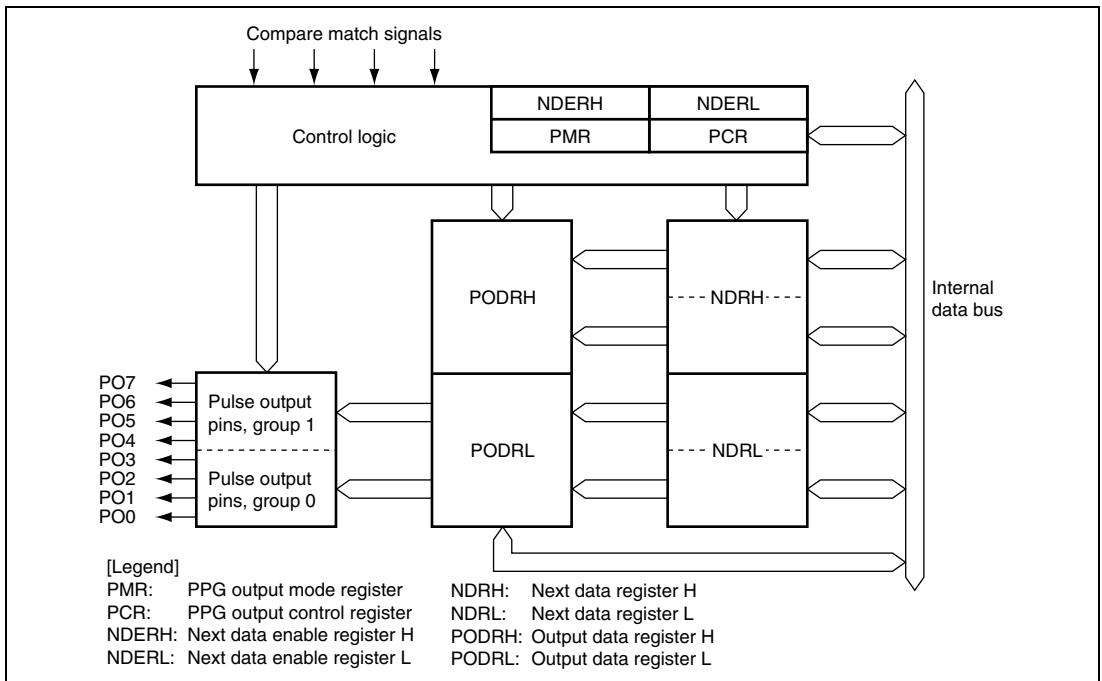 Compare match signals
NDERH
NDERL
Control logic
PMR
PCR
PODRH
NDRH
Internal
data bus
PO7
PO6
PO5
PO4
PO3
PO2
PO1
PO0
Pulse output
pins, group 1
Pulse output
pins, group 0
PODRL
NDRL
[Legend]
PMR: PPG output mode register
PCR: PPG output control register
NDERH: Next data enable register H
NDERL: Next data enable register L
NDRH: Next data register H
NDRL: Next data register L
PODRH: Output data register H
PODRL: Output data register L